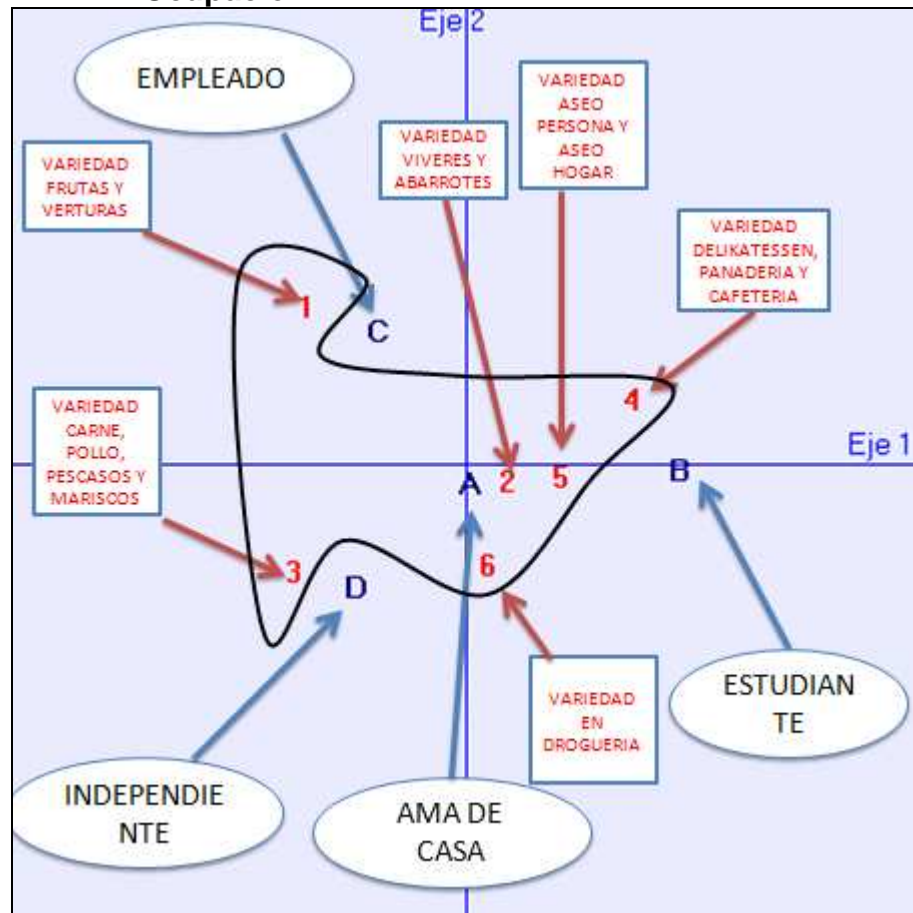 Eje 2
EMPLEADO
VARIEDAD
ASEO
PERSONA Y
ASEO
HOGAR
VARIEDAD
VIVERES Y
ABARROTES
VARIEDAD
FRUTAS Y
VERTURAS
VARIEDAD
DELIKATESSEN,
PANADERIA Y
CAFETERIA
1
C
4
VARIEDAD
CARNE,
POLLO,
PESCASOS Y
MARISCOS
Eje 1
A
2
5
B
3
D
6
VARIEDAD
EN
DROGUERIA
ESTUDIAN
TE
INDEPENDIE
NTE
AMA DE
CASA